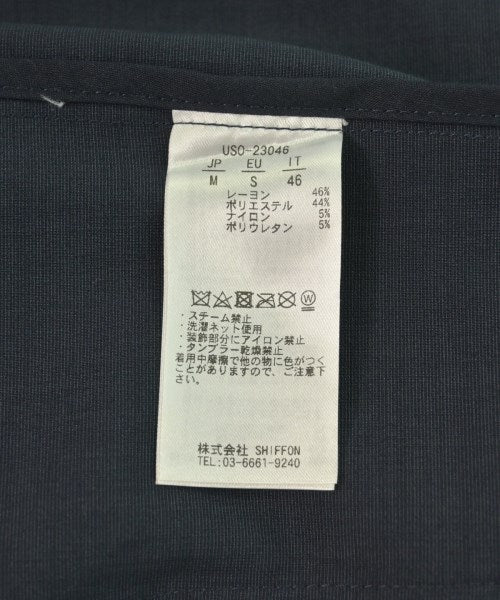 USO-23046
JP EU IT
M S 46
レーヨン 46%
ポリエステル 44%
ナイロン 5%
ポリウレタン 5%
W
・スチーム禁止
・洗濯ネット使用
・装飾部分にアイロン禁止
・タンブラー乾燥禁止
着用中摩擦で他の物に色がつく
ことがありますので、ご注意下
さい。
株式会社 SHIFFON
TEL:03-6661-9240